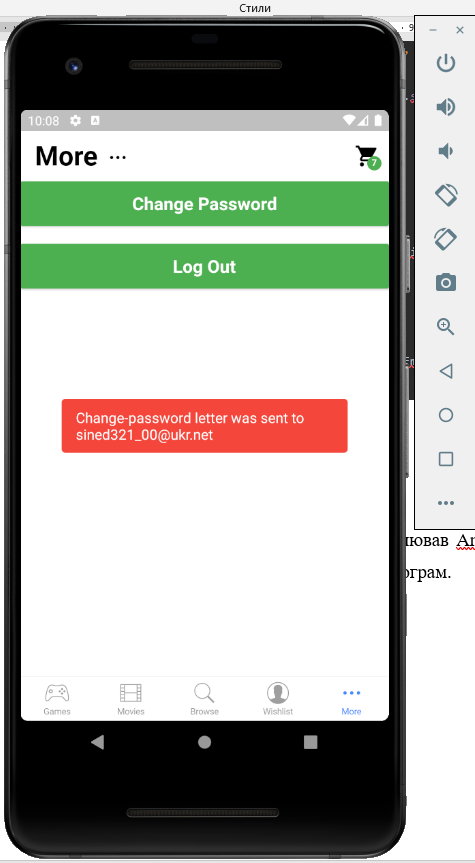 Стили
10:08
More ...
7
Change Password
Log Out
Change-password letter was sent to
sined321_00@ukr.net
ював Ar
ограм.
Games
Movies
Browse
Wishlist
More